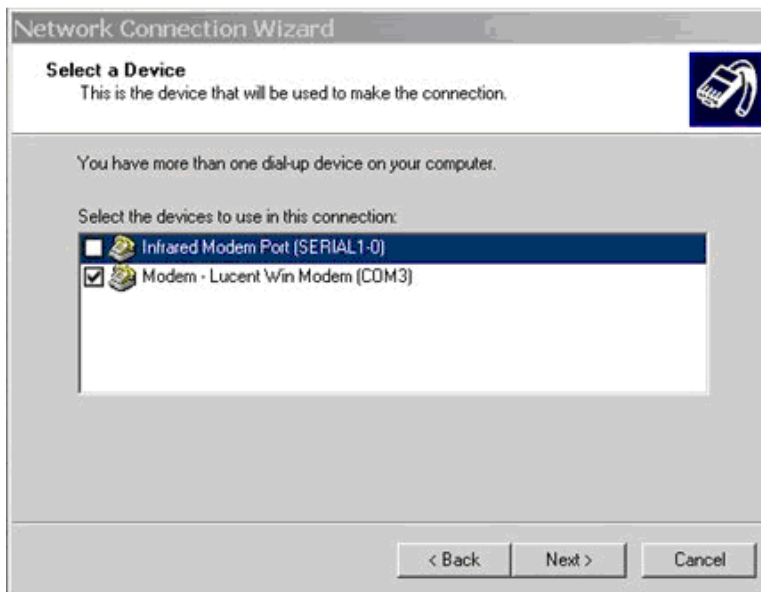 Network Connection Wizard
Select a Device
This is the device that will be used to make the connection.
You have more than one dial-up device on your computer.
Select the devices to use in this connection:
Infrared Modem Port (SERIAL1-0)
Modem - Lucent Win Modem (COM3)
< Back Next > Cancel